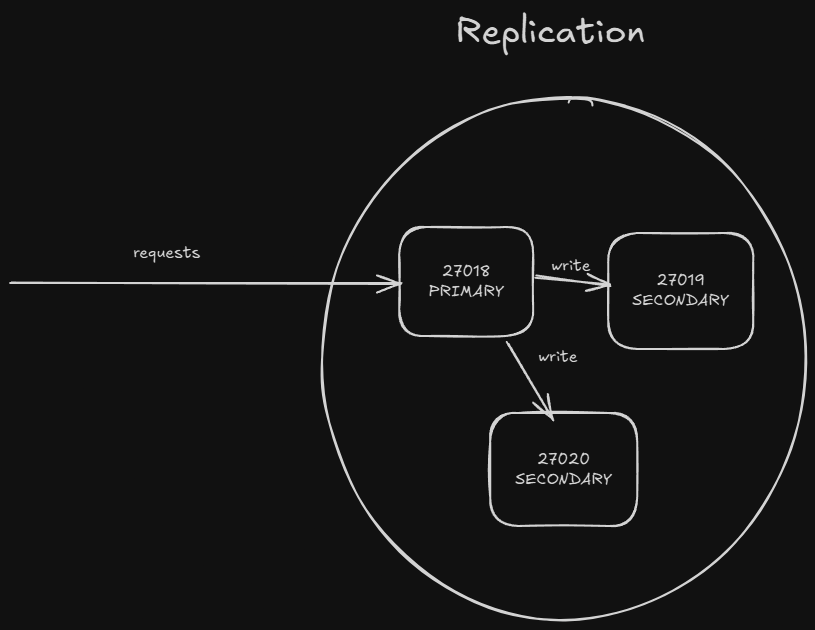 Replication
requests
27018
PRIMARY
write
27019
SECONDARY
write
27020
SECONDARY